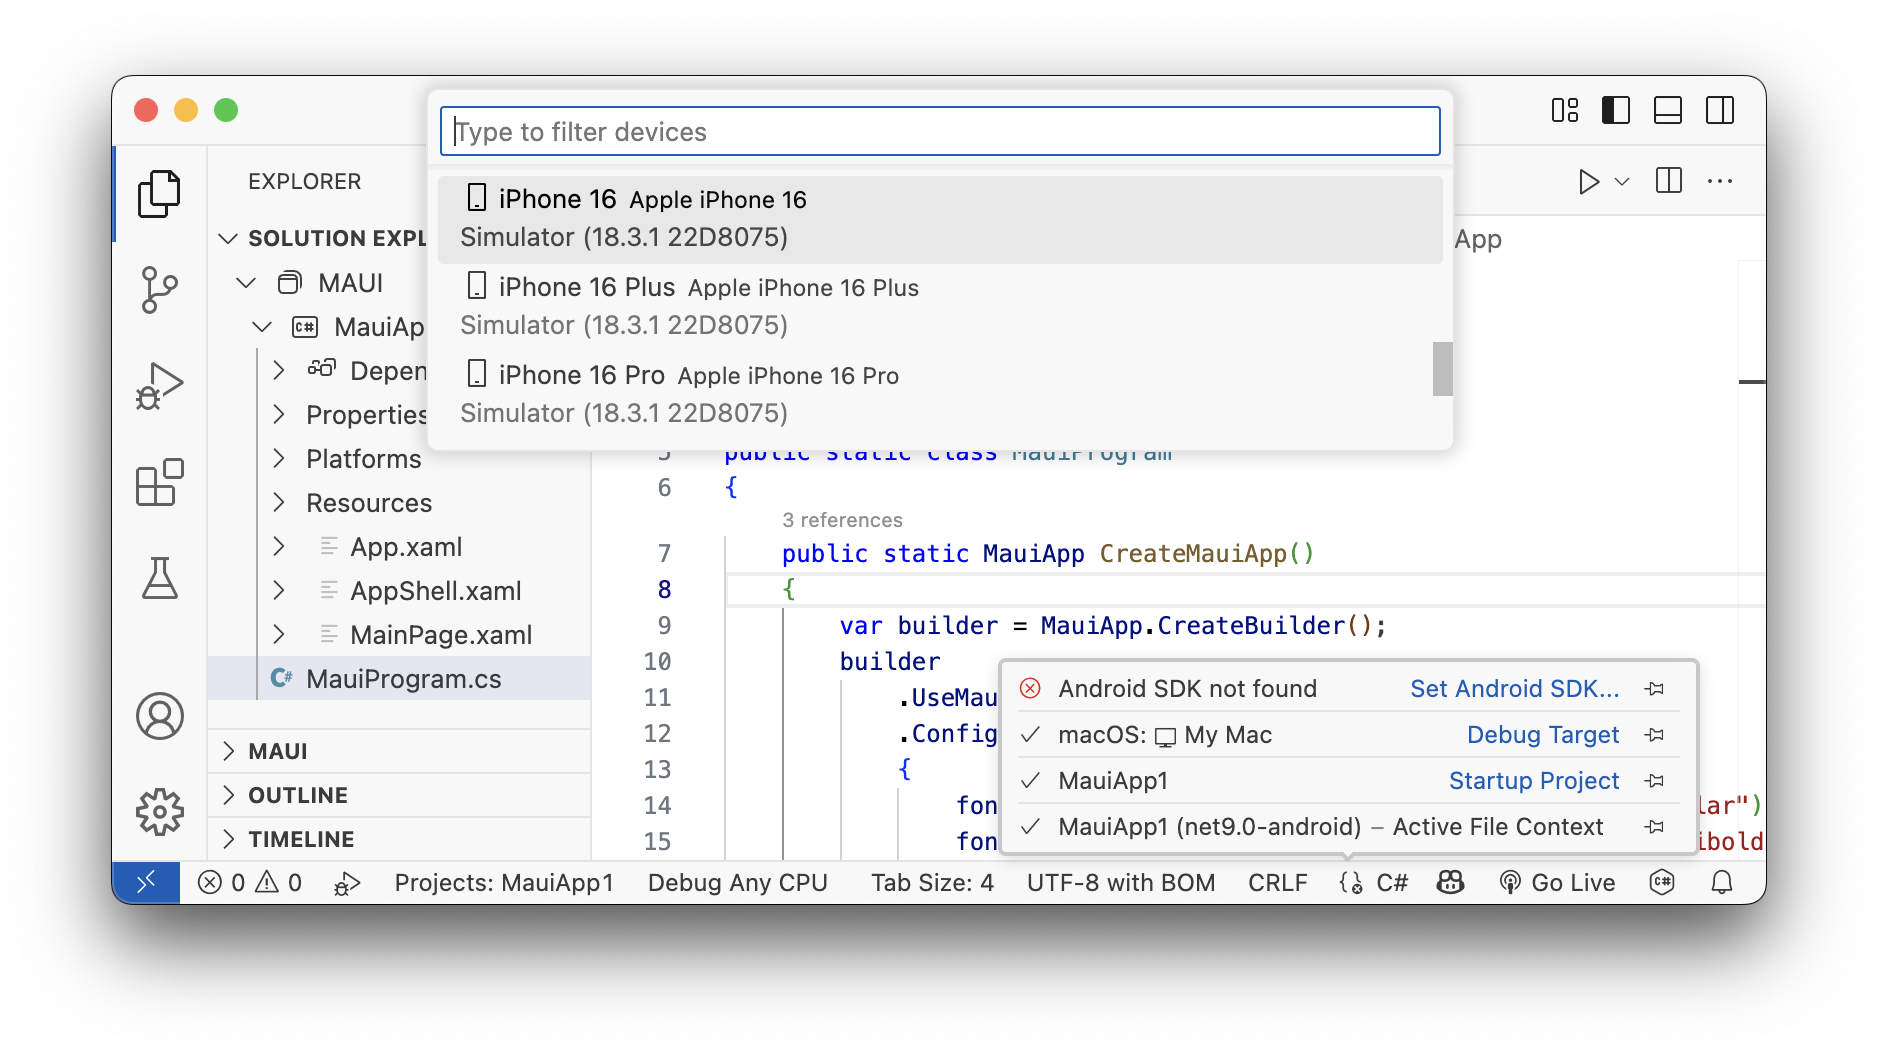 Type to filter devices
iPhone 16 Apple iPhone 16
Simulator (18.3.1 22D8075)
iPhone 16 Plus Apple iPhone 16 Plus
Simulator (18.3.1 22D8075)
iPhone 16 Pro Apple iPhone 16 Pro
Simulator (18.3.1 22D8075)
EXPLORER
SOLUTION EXPL
MAUI
MauiAp
Depen
Properties
Platforms
Resources
App.xaml
AppShell.xaml
MainPage.xaml
C# MauiProgram.cs
MAUI
OUTLINE
TIMELINE
App
5 public static class MauiProgram
6 {
3 references
7 public static MauiApp CreateMauiApp()
8 {
9 var builder = MauiApp.CreateBuilder();
10 builder
11 .UseMau
12 .Config
13 {
14 fon lar")
15 fon ibold
Android SDK not found Set Android SDK...
macOS: My Mac Debug Target
MauiApp1 Startup Project
MauiApp1 (net9.0-android) – Active File Context
0 0 Projects: MauiApp1 Debug Any CPU Tab Size: 4 UTF-8 with BOM CRLF C# Go Live